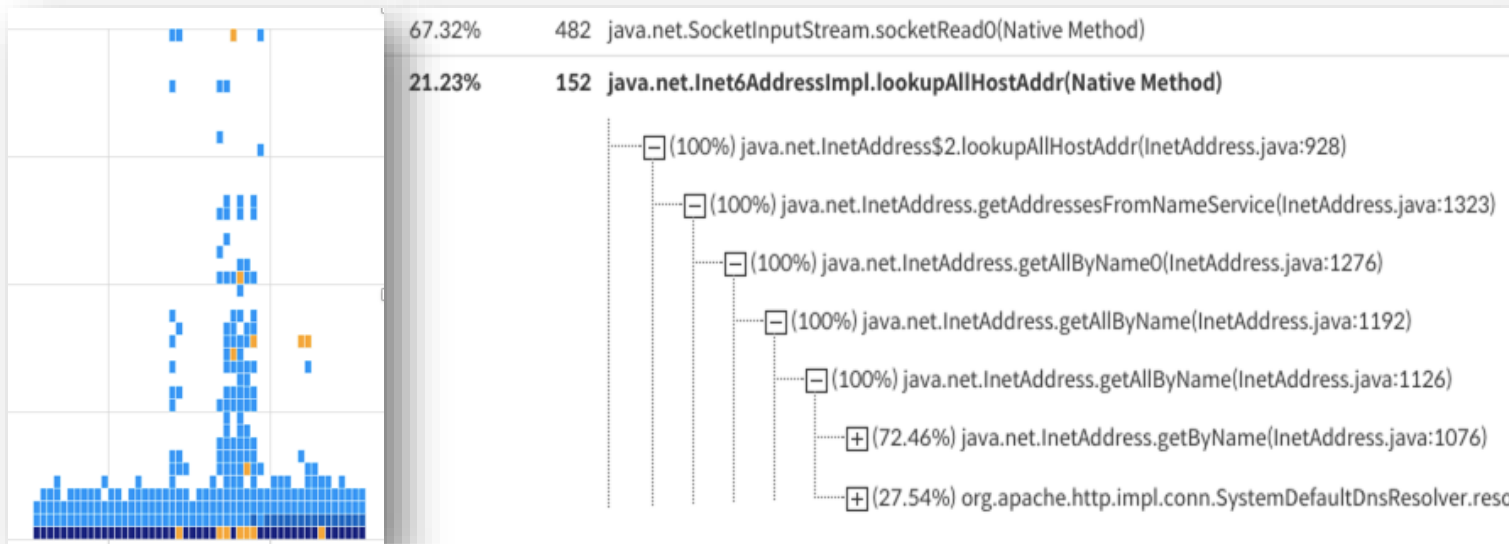 67.32% 482 java.net.SocketInputStream.socketRead0(Native Method)
21.23% 152 java.net.Inet6AddressImpl.lookupAllHostAddr(Native Method)
(100%) java.net.InetAddress$2.lookupAllHostAddr(InetAddress.java:928)
(100%) java.net.InetAddress.getAddressesFromNameService(InetAddress.java:1323)
(100%) java.net.InetAddress.getAllByName0(InetAddress.java:1276)
(100%) java.net.InetAddress.getAllByName(InetAddress.java:1192)
(100%) java.net.InetAddress.getAllByName(InetAddress.java:1126)
(72.46%) java.net.InetAddress.getByName(InetAddress.java:1076)
(27.54%) org.apache.http.impl.conn.SystemDefaultDnsResolver.reso